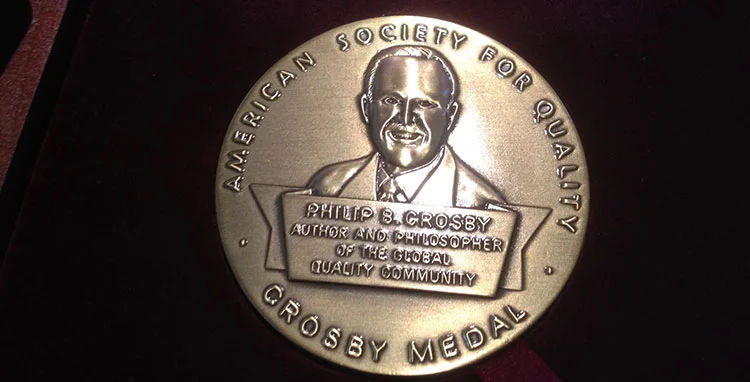 AMERICAN SOCIETY FOR QUALITY
PHILIP B. CROSBY
AUTHOR AND PHILOSOPHER
OF THE GLOBAL
QUALITY COMMUNITY
CROSBY MEDAL